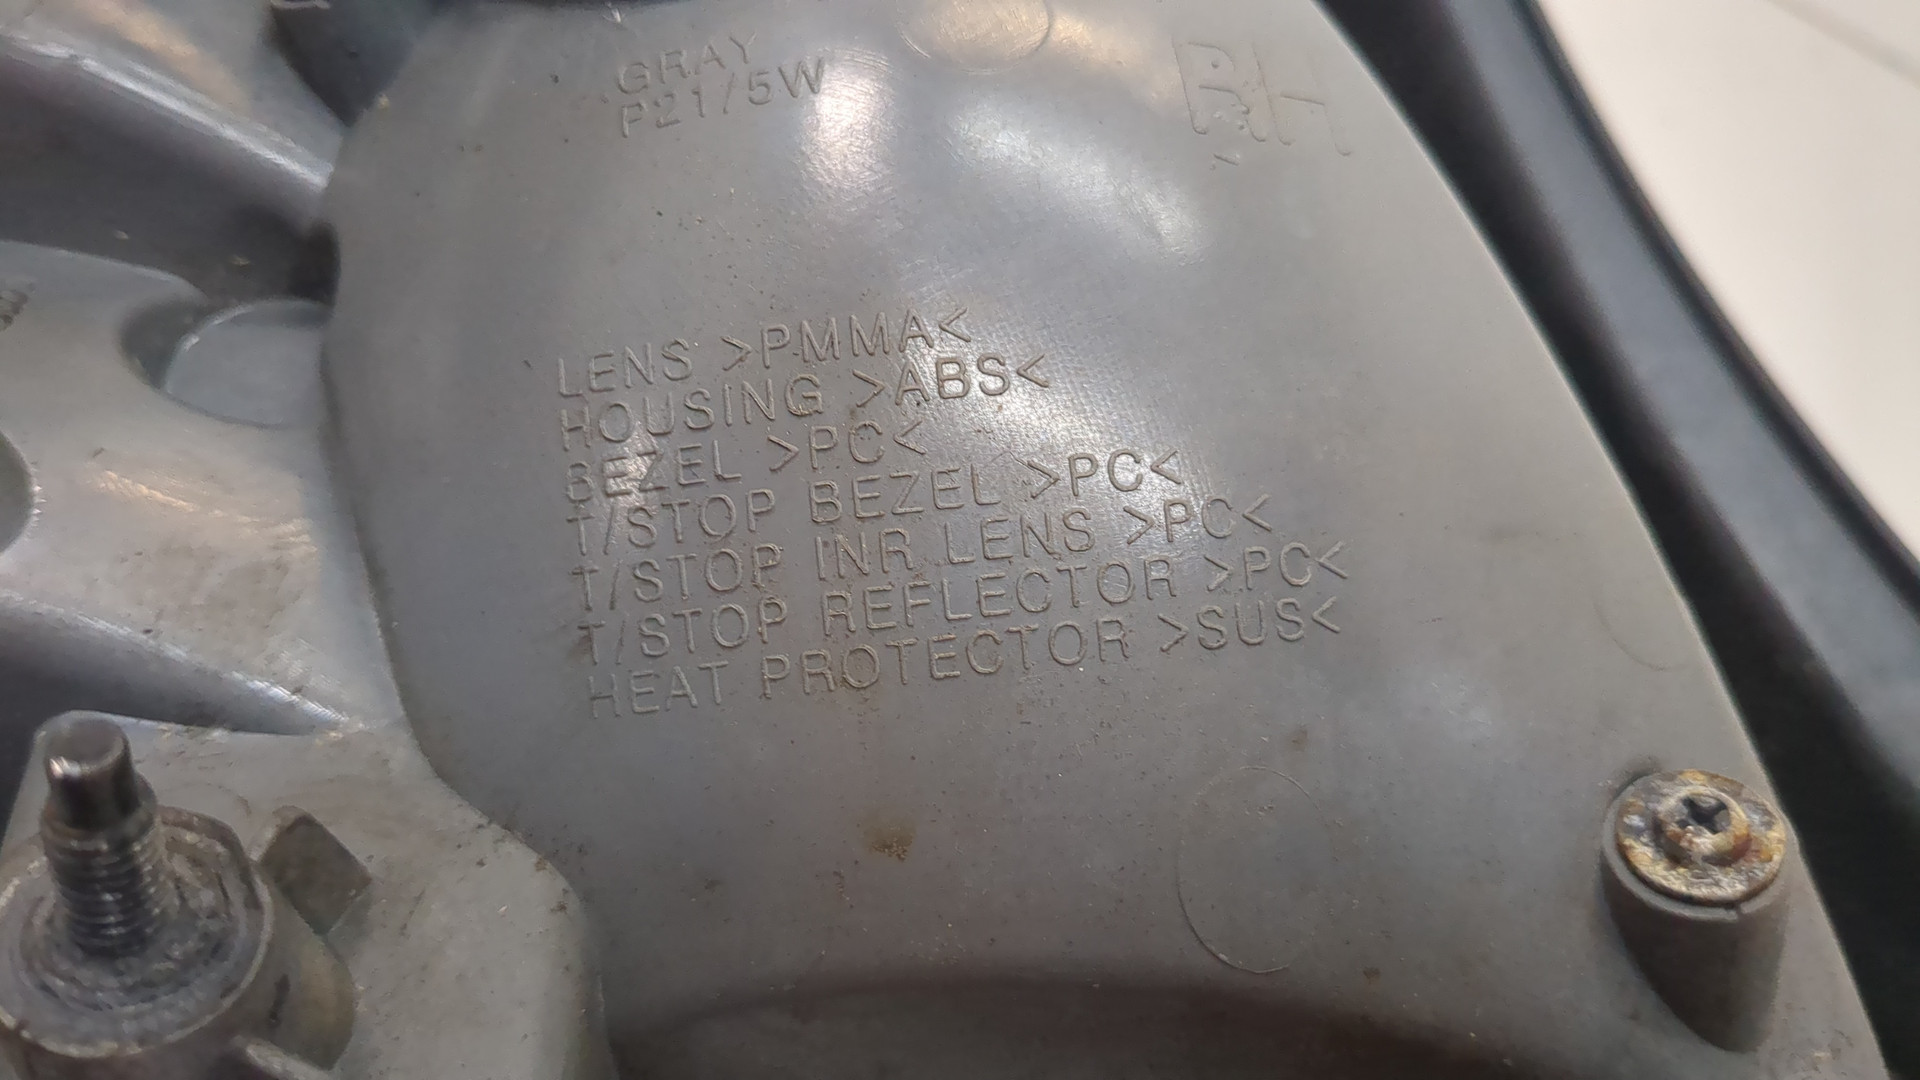 GRAY
P21/5W
RH
LENS >PMMA<
HOUSING >ABS<
BEZEL >PC<
T/STOP BEZEL >PC<
T/STOP INR LENS >PC<
T/STOP REFLECTOR >PC<
HEAT PROTECTOR >SUS<